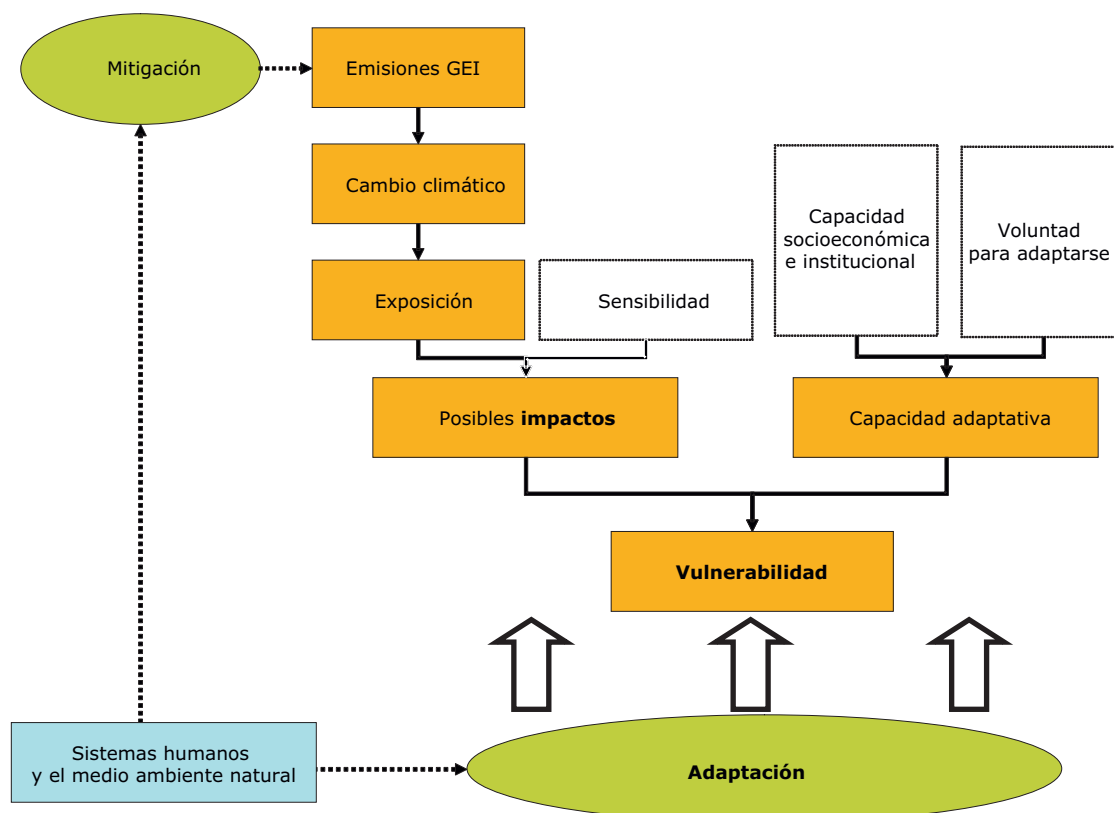 Mitigación
Emisiones GEI
Cambio climático
Capacidad
socioeconómica
e institucional
Voluntad
para adaptarse
Exposición
Sensibilidad
Posibles impactos
Capacidad adaptativa
Vulnerabilidad
Sistemas humanos
y el medio ambiente natural
Adaptación